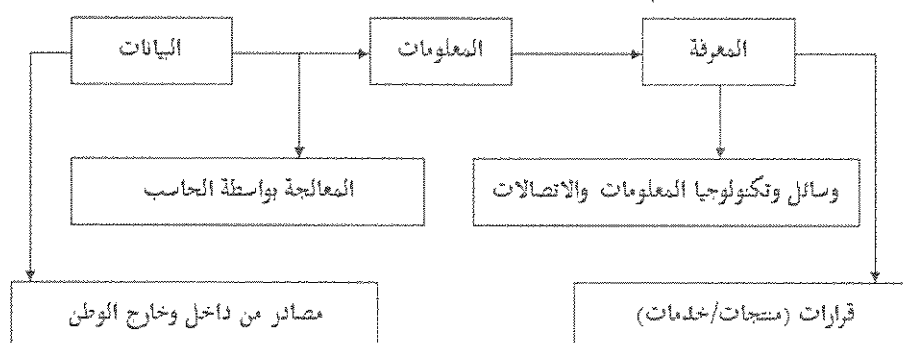 البيانات
المعلومات
المعرفة
المعالجة بواسطة الحاسب
وسائل وتكنولوجيا المعلومات والاتصالات
مصادر من داخل وخارج الوطن
قرارات (منتجات/خدمات)